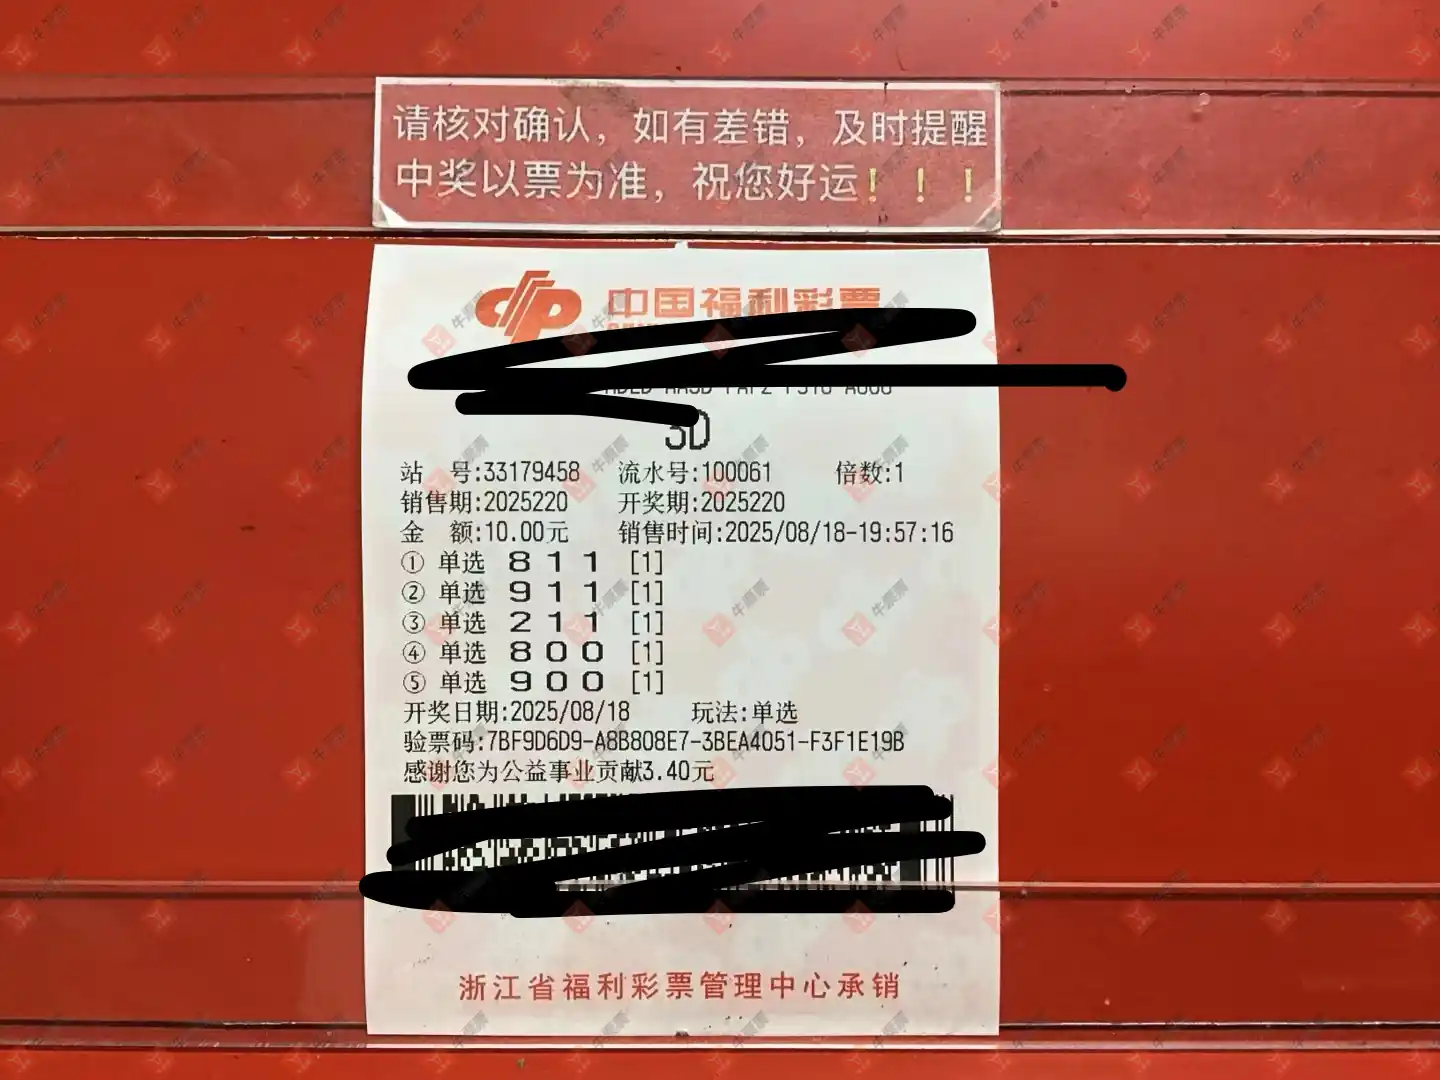 请核对确认，如有差错，及时提醒
中奖以票为准，祝您好运！！！
中国福利彩票
3D
站　号:33179458　流水号:100061　倍数:1
销售期:2025220　开奖期:2025220
金　额:10.00元　销售时间:2025/08/18-19:57:16
① 单选 8 1 1 [1]
② 单选 9 1 1 [1]
③ 单选 2 1 1 [1]
④ 单选 8 0 0 [1]
⑤ 单选 9 0 0 [1]
开奖日期:2025/08/18　玩法:单选
验票码:7BF9D6D9-A8B808E7-3BEA4051-F3F1E19B
感谢您为公益事业贡献3.40元
浙江省福利彩票管理中心承销